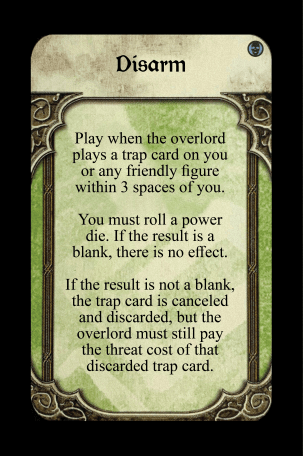 Disarm
Play when the overlord
plays a trap card on you
or any friendly figure
within 3 spaces of you.
You must roll a power
die. If the result is a
blank, there is no effect.
If the result is not a blank,
the trap card is canceled
and discarded, but the
overlord must still pay
the threat cost of that
discarded trap card.